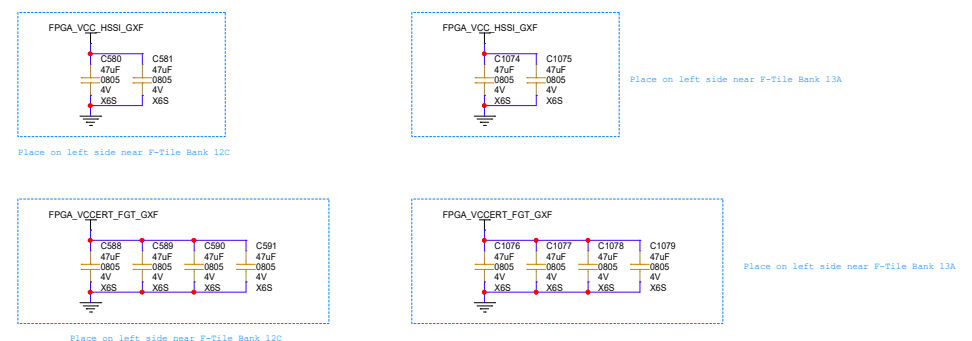 FPGA_VCC_HSSI_GXF
C580 C581
47uF 47uF
0805 0805
4V 4V
X6S X6S
Place on left side near F-Tile Bank 12C
FPGA_VCC_HSSI_GXF
C1074 C1075
47uF 47uF
0805 0805
4V 4V
X6S X6S
Place on left side near F-Tile Bank 13A
FPGA_VCCERT_FGT_GXF
C588 C589 C590 C591
47uF 47uF 47uF 47uF
0805 0805 0805 0805
4V 4V 4V 4V
X6S X6S X6S X6S
Place on left side near F-Tile Bank 12C
FPGA_VCCERT_FGT_GXF
C1076 C1077 C1078 C1079
47uF 47uF 47uF 47uF
0805 0805 0805 0805
4V 4V 4V 4V
X6S X6S X6S X6S
Place on left side near F-Tile Bank 13A